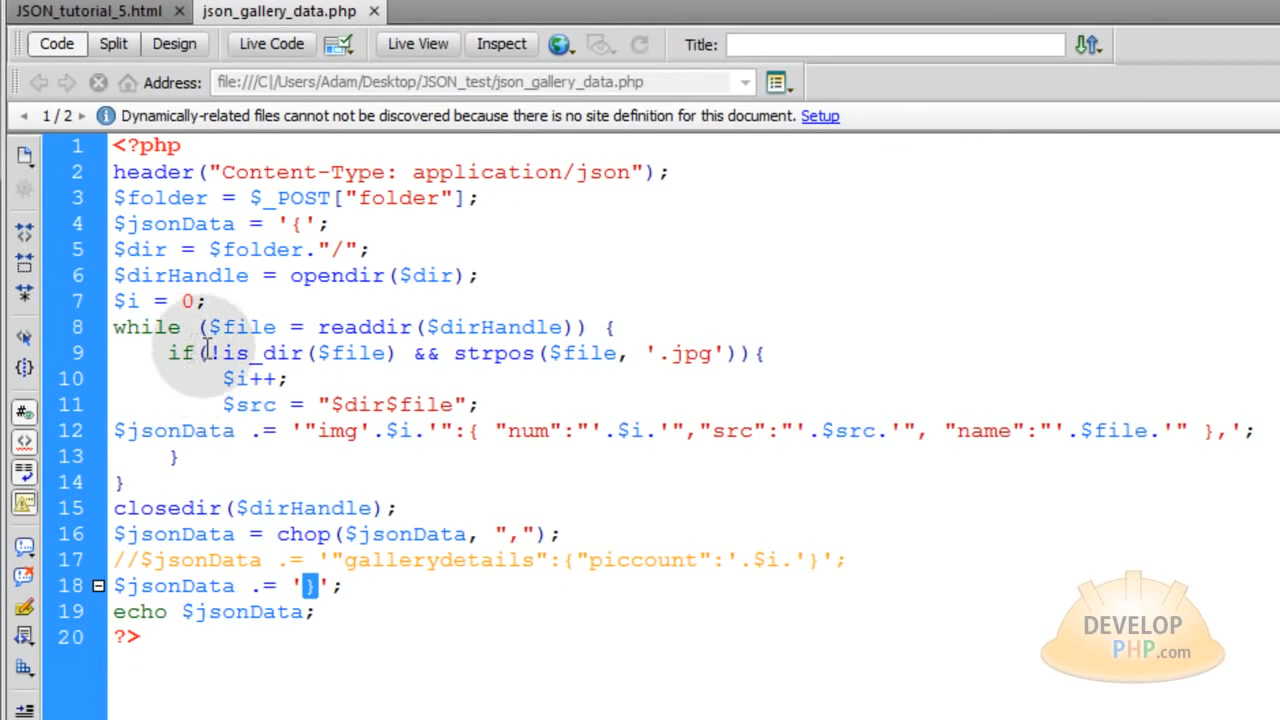 JSON_tutorial_5.html × json_gallery_data.php ×
Code Split Design Live Code Live View Inspect Title:
Address: file:///C|/Users/Adam/Desktop/JSON_test/json_gallery_data.php
1 / 2 Dynamically-related files cannot not be discovered because there is no site definition for this document. Setup
1 <?php
2 header("Content-Type: application/json");
3 $folder = $_POST["folder"];
4 $jsonData = '{';
5 $dir = $folder."/";
6 $dirHandle = opendir($dir);
7 $i = 0;
8 while ($file = readdir($dirHandle)) {
9 if(!is_dir($file) && strpos($file, '.jpg')){
10 $i++;
11 $src = "$dir$file";
12 $jsonData .= '"img'.$i.'":{ "num":"'.$i.'","src":"'.$src.'", "name":"'.$file.'" },';
13 }
14 }
15 closedir($dirHandle);
16 $jsonData = chop($jsonData, ",");
17 //$jsonData .= '"gallerydetails":{"piccount":'.$i.'}';
18 $jsonData .= '}';
19 echo $jsonData;
20 ?>
DEVELOP
PHP.com